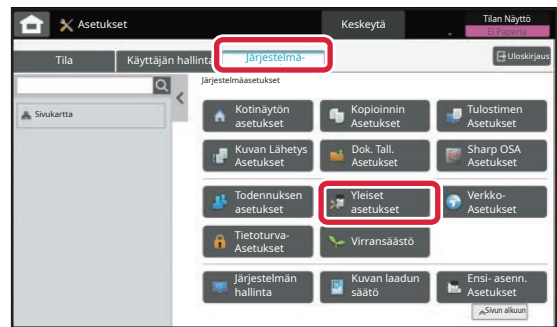 Asetukset
Keskeytä
Tilan Näyttö
Ei Paperia
Tila
Käyttäjän hallinta
Järjestelmä-
Uloskirjaus
Järjestelmäasetukset
Sivukartta
Kotinäytön
asetukset
Kopioinnin
Asetukset
Tulostimen
Asetukset
Kuvan Lähetys
Asetukset
Dok. Tall.
Asetukset
Sharp OSA
Asetukset
Todennuksen
asetukset
Yleiset
asetukset
Verkko-
Asetukset
Tietoturva-
Asetukset
Virransäästö
Järjestelmän
hallinta
Kuvan laadun
säätö
Ensi- asenn.
Asetukset
Sivun alkuun